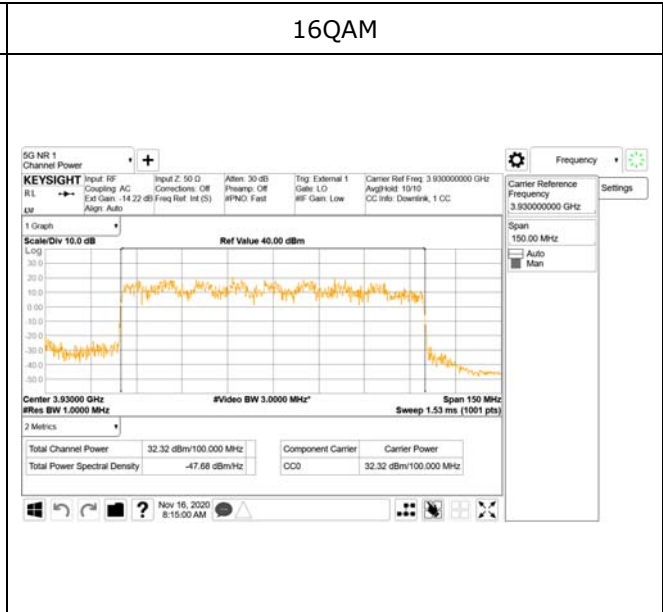 16QAM
5G NR 1
Channel Power
Frequency
KEYSIGHT
RL
Input: RF
Coupling: AC
Ext Gain: -14.22 dB
Align: Auto
Input Z: 50 Ω
Corrections: Off
Freq Ref: Int (S)
Atten: 30 dB
Preamp: Off
#PNO: Fast
Trig: External 1
Gate: LO
#IF Gain: Low
Carrier Ref Freq: 3.930000000 GHz
Avg|Hold: 10/10
CC Info: Downlink, 1 CC
Carrier Reference
Frequency
3.930000000 GHz
Settings
Span
150.00 MHz
Auto
Man
1 Graph
Scale/Div 10.0 dB
Ref Value 40.00 dBm
Log
30.0
20.0
10.0
0.00
-10.0
-20.0
-30.0
-40.0
-50.0
Center 3.93000 GHz
#Video BW 3.0000 MHz*
Span 150 MHz
#Res BW 1.0000 MHz
Sweep 1.53 ms (1001 pts)
2 Metrics
Total Channel Power 32.32 dBm/100.000 MHz
Total Power Spectral Density -47.68 dBm/Hz
Component Carrier Carrier Power
CC0 32.32 dBm/100.000 MHz
?
Nov 16, 2020
8:15:00 AM